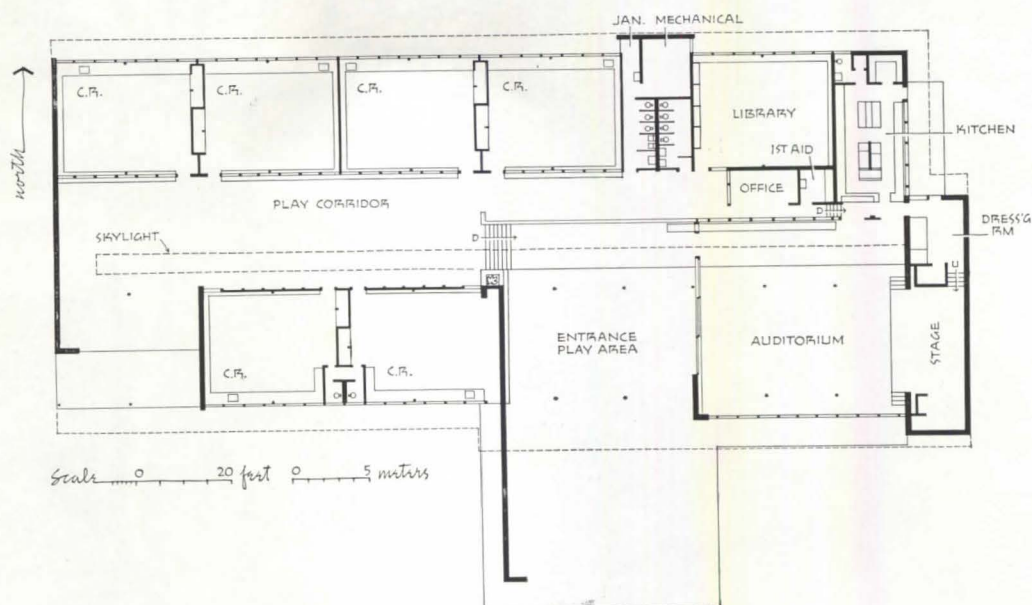 JAN. MECHANICAL
C.R.
C.R.
C.R.
C.R.
LIBRARY
KITCHEN
1ST AID
OFFICE
north
PLAY CORRIDOR
D
D
DRESS'G
RM
SKYLIGHT
U
ENTRANCE
PLAY AREA
AUDITORIUM
STAGE
C.R.
C.R.
Scale 0 20 feet 0 5 meters